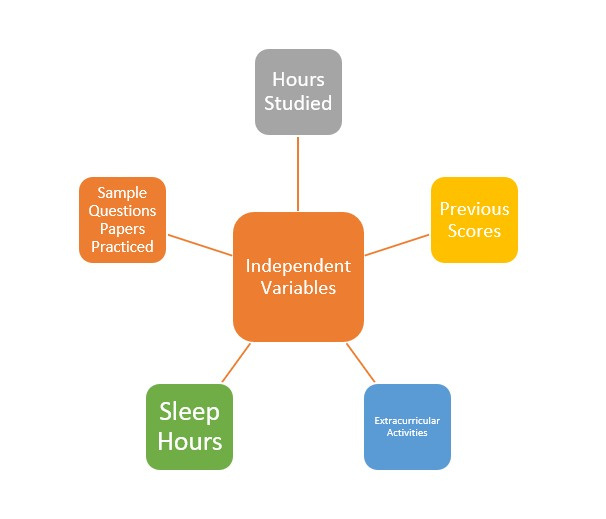 Hours
Studied
Sample
Questions
Papers
Practiced
Previous
Scores
Independent
Variables
Sleep
Hours
Extracurricular
Activities